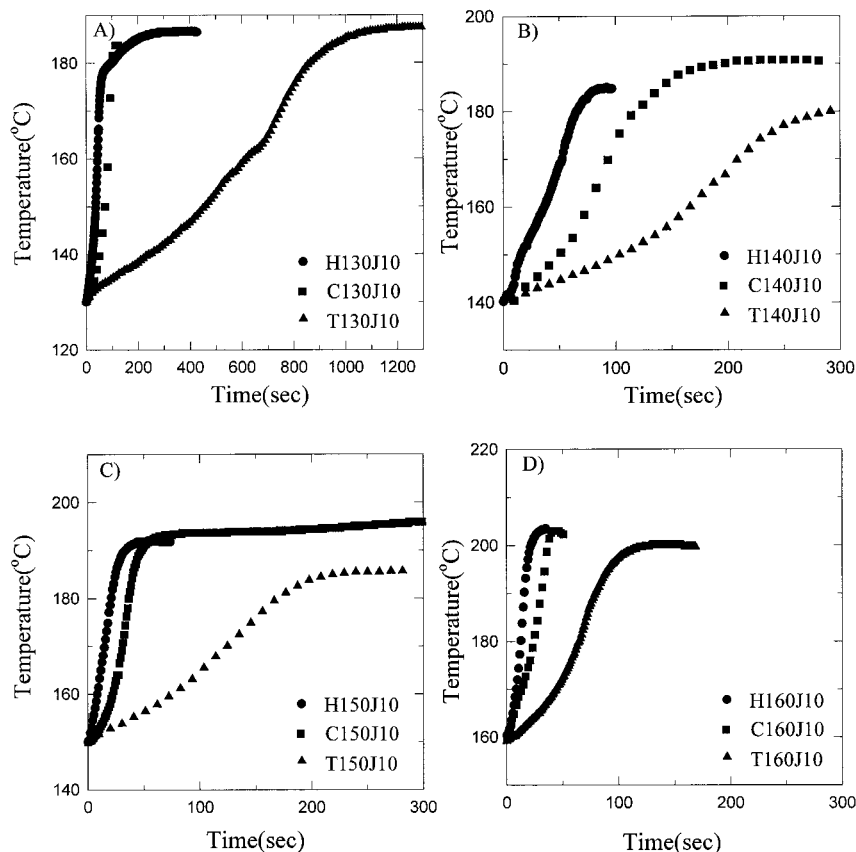 A)
180
160
140
120
Temperature(°C)
0 200 400 600 800 1000 1200
Time(sec)
H130J10
C130J10
T130J10
B)
200
180
160
140
Temperature(°C)
0 100 200 300
Time(sec)
H140J10
C140J10
T140J10
C)
200
180
160
140
Temperature(°C)
0 100 200 300
Time(sec)
H150J10
C150J10
T150J10
D)
220
200
180
160
Temperature(°C)
0 100 200 300
Time(sec)
H160J10
C160J10
T160J10